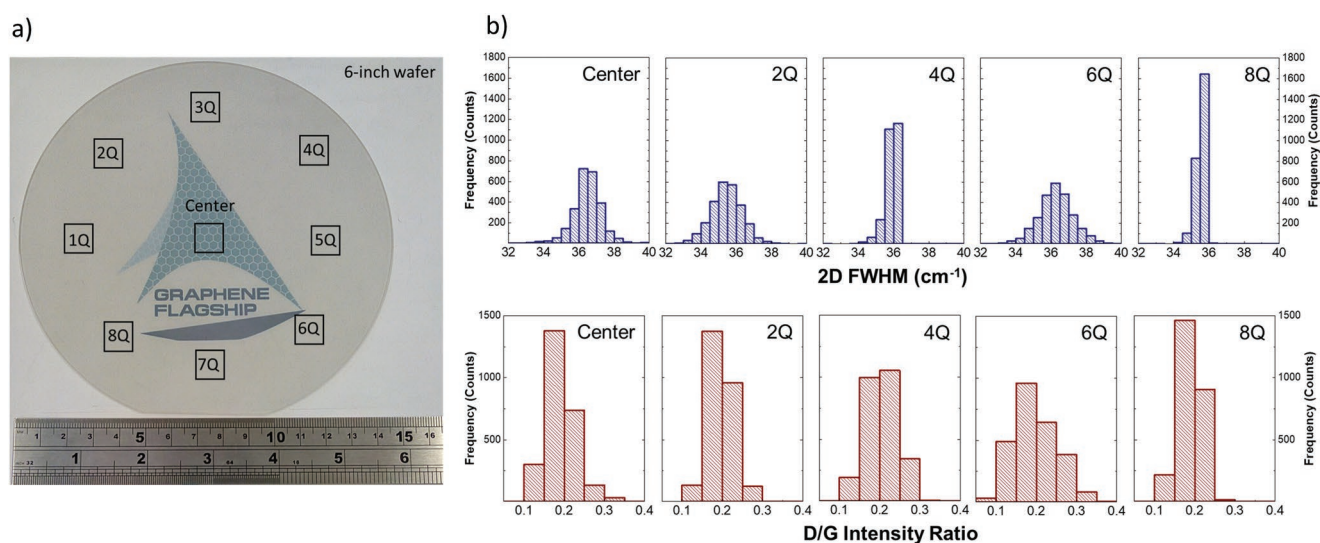 a)
6-inch wafer
3Q
2Q
4Q
Center
1Q
5Q
GRAPHENE
FLAGSHIP
8Q
6Q
7Q
1 2 3 4 5 6 7 8 9 10 11 12 13 14 15 16
32 1 2 3 64 4 5 6
b)
Center 2Q 4Q 6Q 8Q
Frequency (Counts)
1800
1600
1400
1200
1000
800
600
400
200
32 34 36 38 40
32 34 36 38 40
32 34 36 38 40
32 34 36 38 40
32 34 36 38 40
1800
1600
1400
1200
1000
800
600
400
200
Frequency (Counts)
2D FWHM (cm⁻¹)
Center 2Q 4Q 6Q 8Q
Frequency (Counts)
1500
1000
500
0.1 0.2 0.3 0.4
0.1 0.2 0.3 0.4
0.1 0.2 0.3 0.4
0.1 0.2 0.3 0.4
0.1 0.2 0.3 0.4
1500
1000
500
Frequency (Counts)
D/G Intensity Ratio